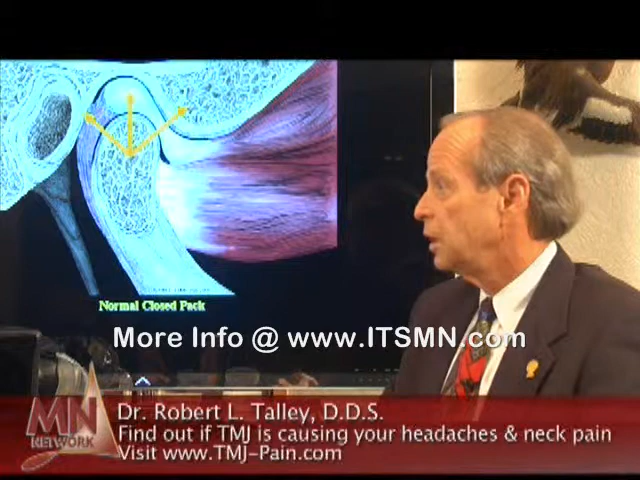 Normal Closed Pack
More Info @ www.ITSMN.com
MN
NETWORK
Dr. Robert L. Talley, D.D.S.
Find out if TMJ is causing your headaches & neck pain
Visit www.TMJ-Pain.com